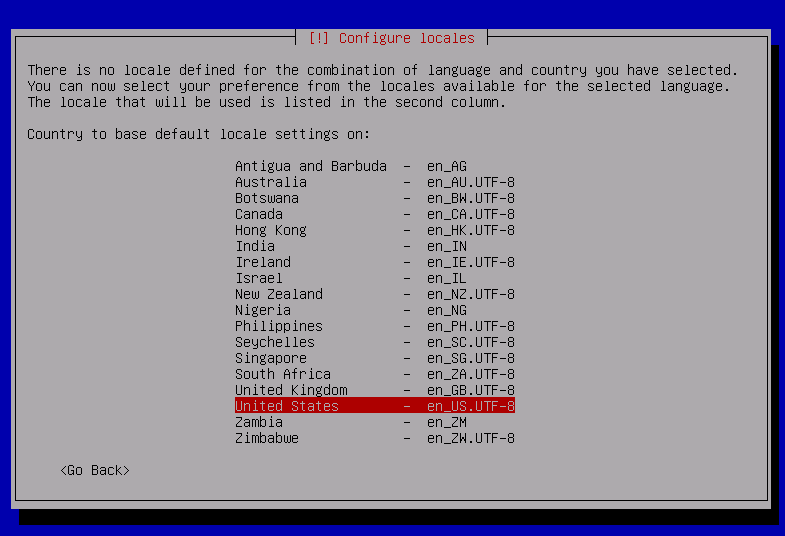 [!] Configure locales
There is no locale defined for the combination of language and country you have selected.
You can now select your preference from the locales available for the selected language.
The locale that will be used is listed in the second column.
Country to base default locale settings on:
Antigua and Barbuda - en_AG
Australia - en_AU.UTF-8
Botswana - en_BW.UTF-8
Canada - en_CA.UTF-8
Hong Kong - en_HK.UTF-8
India - en_IN
Ireland - en_IE.UTF-8
Israel - en_IL
New Zealand - en_NZ.UTF-8
Nigeria - en_NG
Philippines - en_PH.UTF-8
Seychelles - en_SC.UTF-8
Singapore - en_SG.UTF-8
South Africa - en_ZA.UTF-8
United Kingdom - en_GB.UTF-8
United States - en_US.UTF-8
Zambia - en_ZM
Zimbabwe - en_ZW.UTF-8
<Go Back>